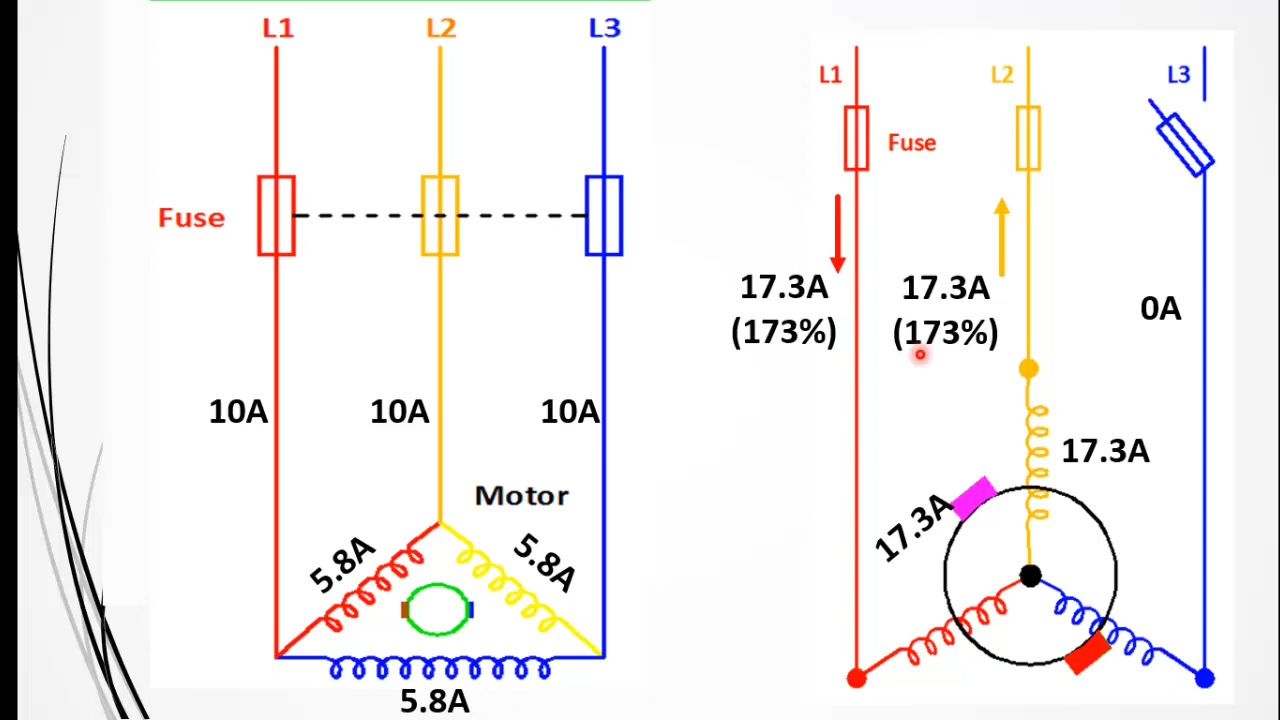 L1
L2
L3
Fuse
10A
10A
10A
Motor
5.8A
5.8A
5.8A
L1
L2
L3
Fuse
17.3A
(173%)
17.3A
(173%)
0A
17.3A
17.3A